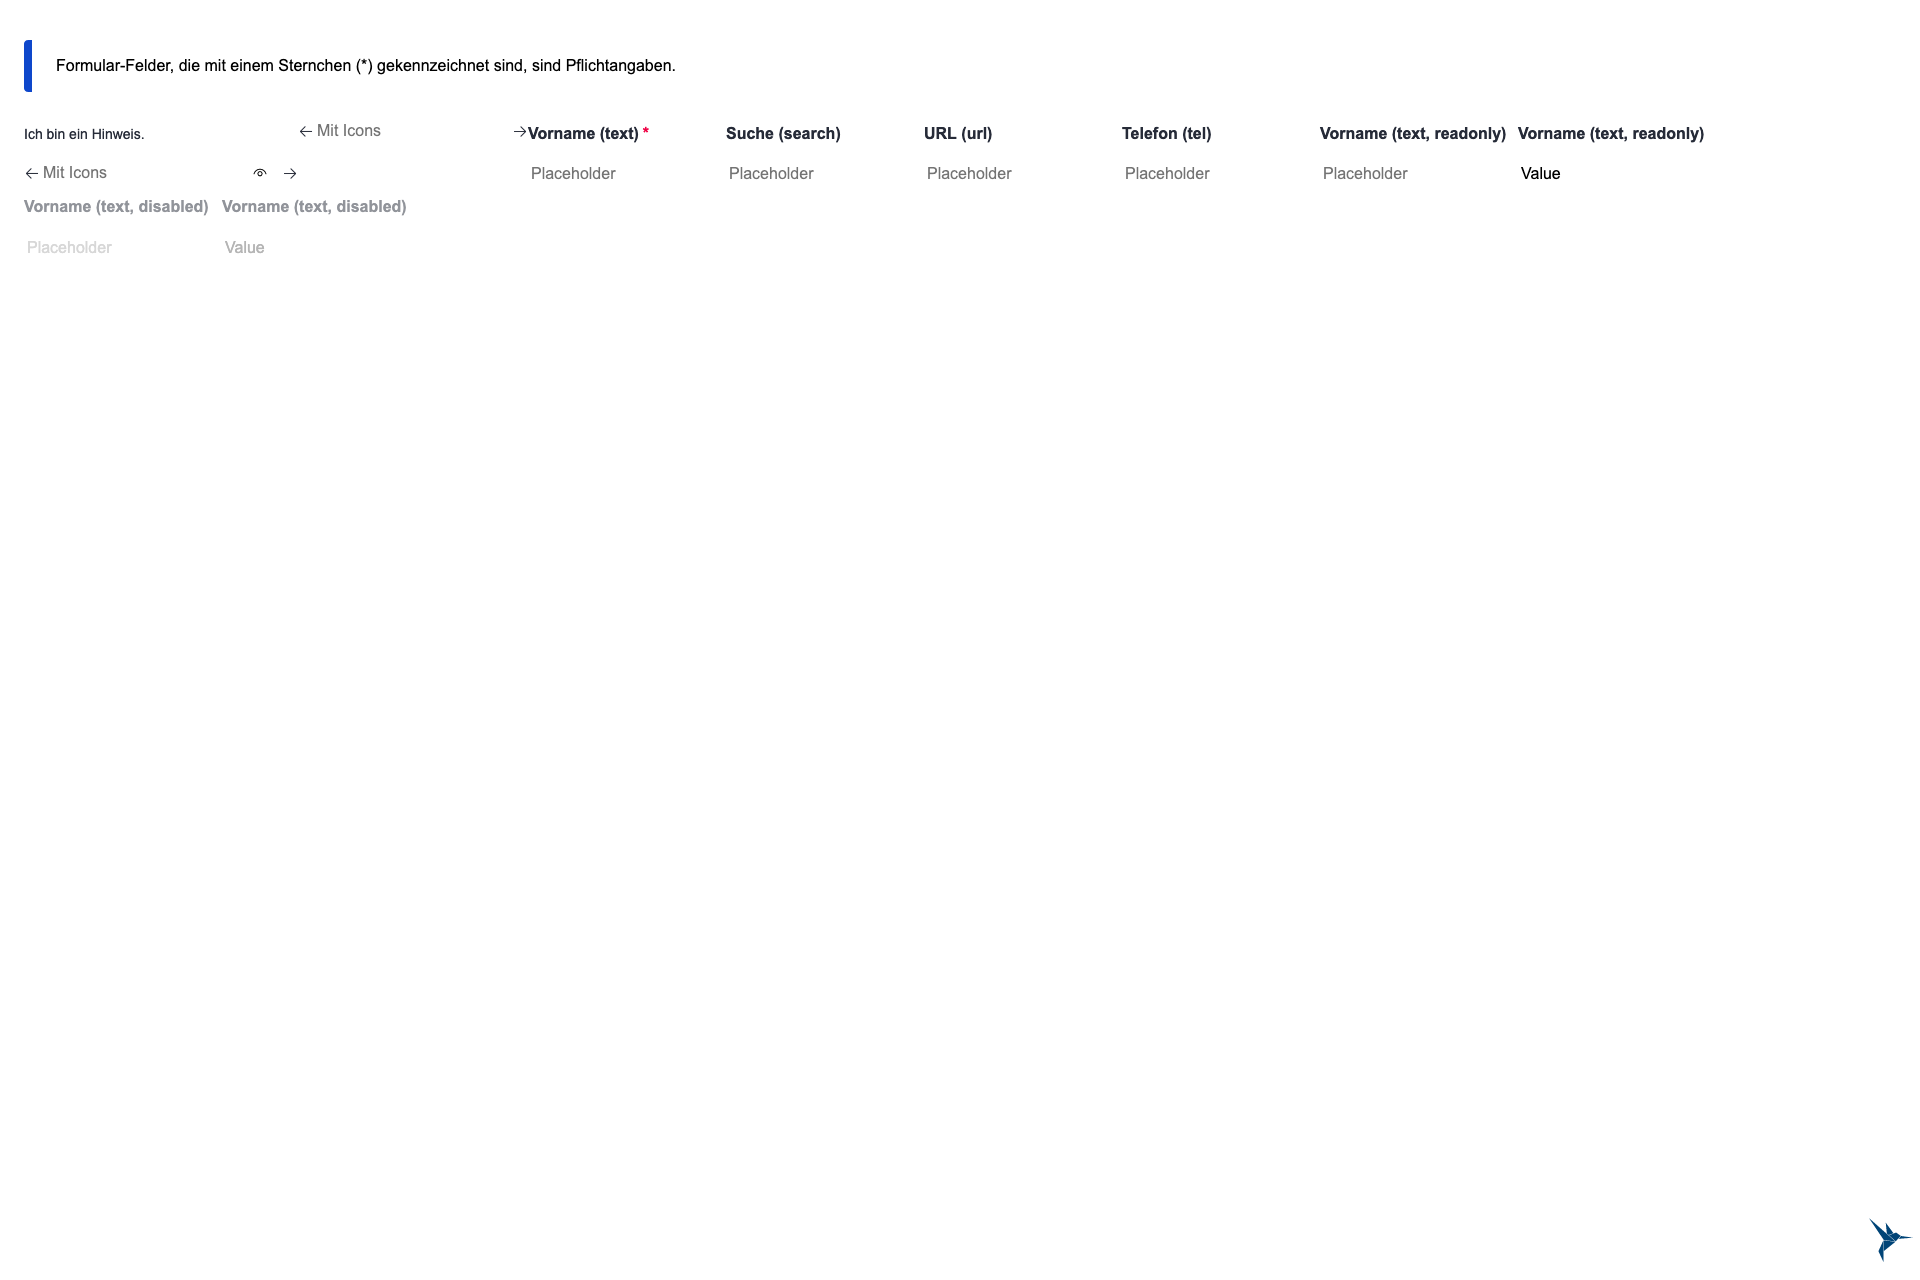 Formular-Felder, die mit einem Sternchen (*) gekennzeichnet sind, sind Pflichtangaben.
Ich bin ein Hinweis.
Mit Icons
Mit Icons
Vorname (text) *
Placeholder
Suche (search)
Placeholder
URL (url)
Placeholder
Telefon (tel)
Placeholder
Vorname (text, readonly)
Placeholder
Vorname (text, readonly)
Value
Vorname (text, disabled)
Placeholder
Vorname (text, disabled)
Value